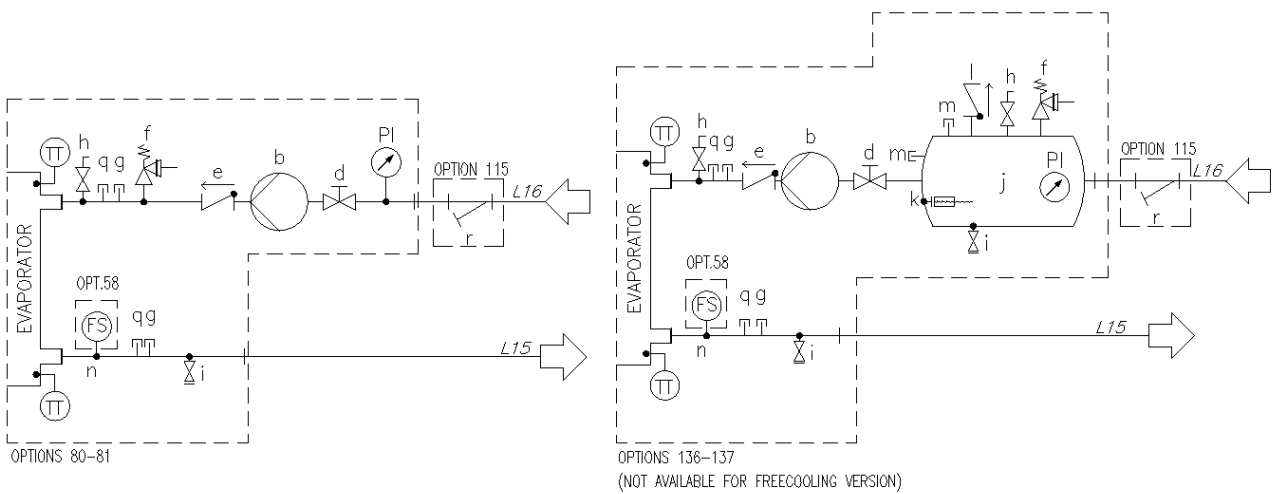 TT
h
q g
f
e
b
d
PI
OPTION 115
L16
r
EVAPORATOR
OPT.58
FS
q g
n
i
L15
TT
OPTIONS 80-81
TT
h
q g
e
b
d
m
l
h
f
m
k
j
PI
i
OPTION 115
L16
r
EVAPORATOR
OPT.58
FS
q g
n
i
L15
TT
OPTIONS 136-137
(NOT AVAILABLE FOR FREECOOLING VERSION)